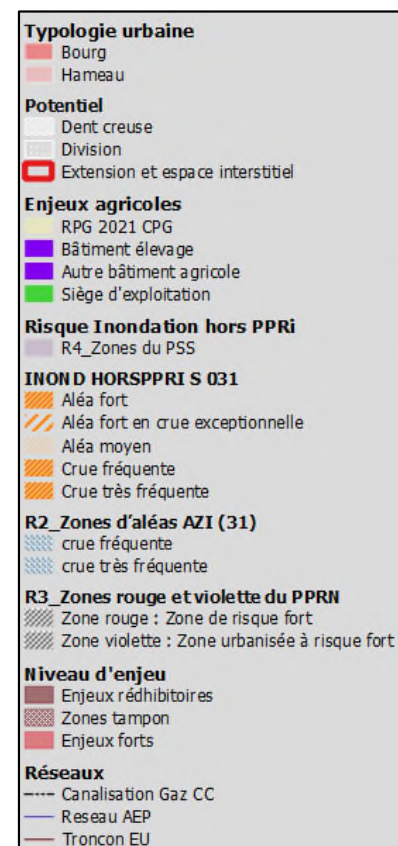 Typologie urbaine
Bourg
Hameau
Potentiel
Dent creuse
Division
Extension et espace interstitiel
Enjeux agricoles
RPG 2021 CPG
Bâtiment élevage
Autre bâtiment agricole
Siège d'exploitation
Risque Inondation hors PPRi
R4_Zones du PSS
INOND HORSPPRI S 031
Aléa fort
Aléa fort en crue exceptionnelle
Aléa moyen
Crue fréquente
Crue très fréquente
R2_Zones d'aléas AZI (31)
crue fréquente
crue très fréquente
R3_Zones rouge et violette du PPRN
Zone rouge : Zone de risque fort
Zone violette : Zone urbanisée à risque fort
Niveau d'enjeu
Enjeux rédhibitoires
Zones tampon
Enjeux forts
Réseaux
Canalisation Gaz CC
Reseau AEP
Troncon EU